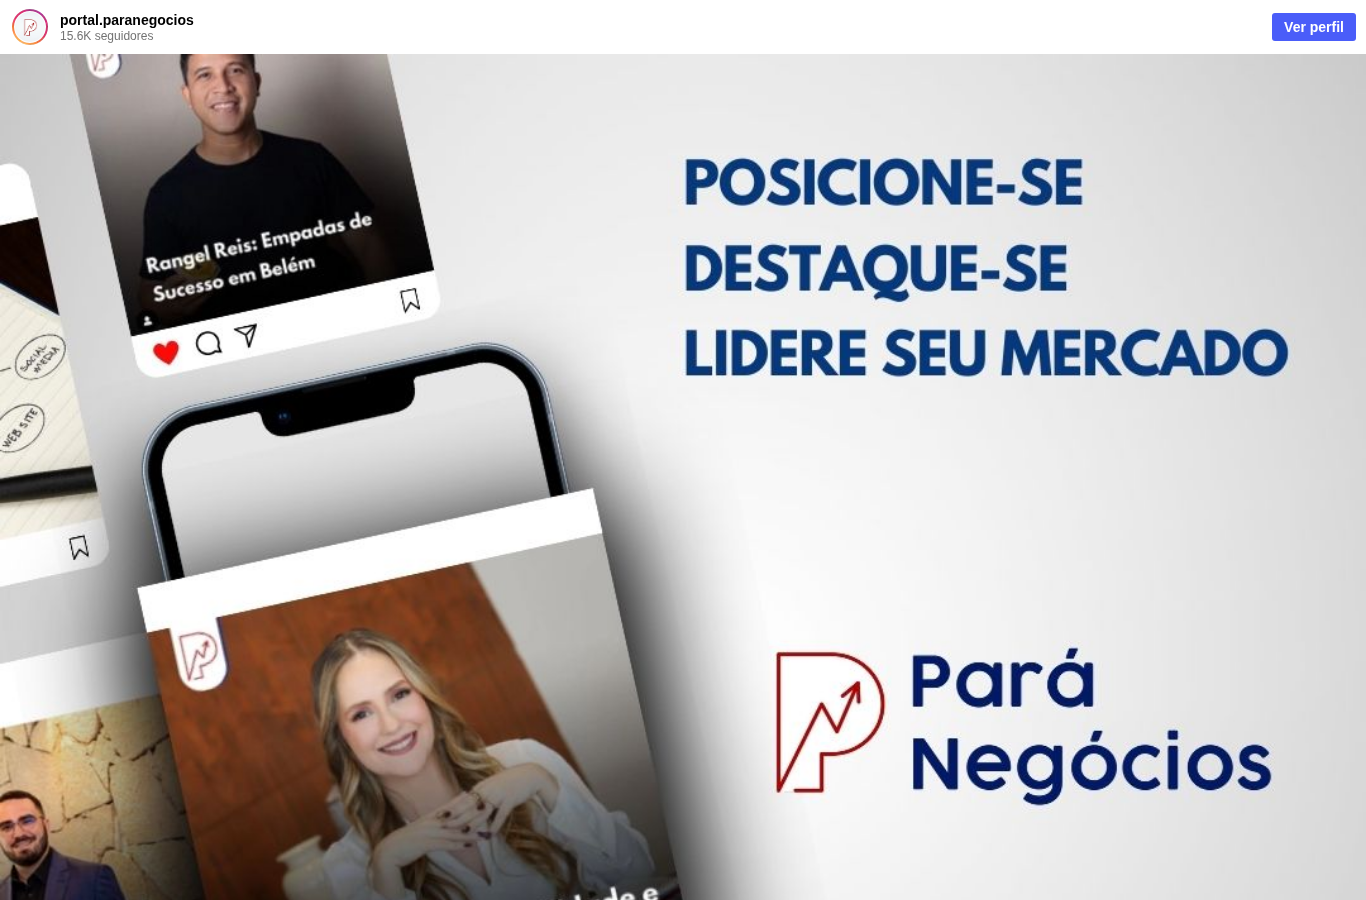 portal.paranegocios
15.6K seguidores
Ver perfil
POSICIONE-SE
DESTAQUE-SE
LIDERE SEU MERCADO
Rangel Reis: Empadas de
Sucesso em Belém
SOCIAL
MEDIA
WEB SITE
Pará
Negócios